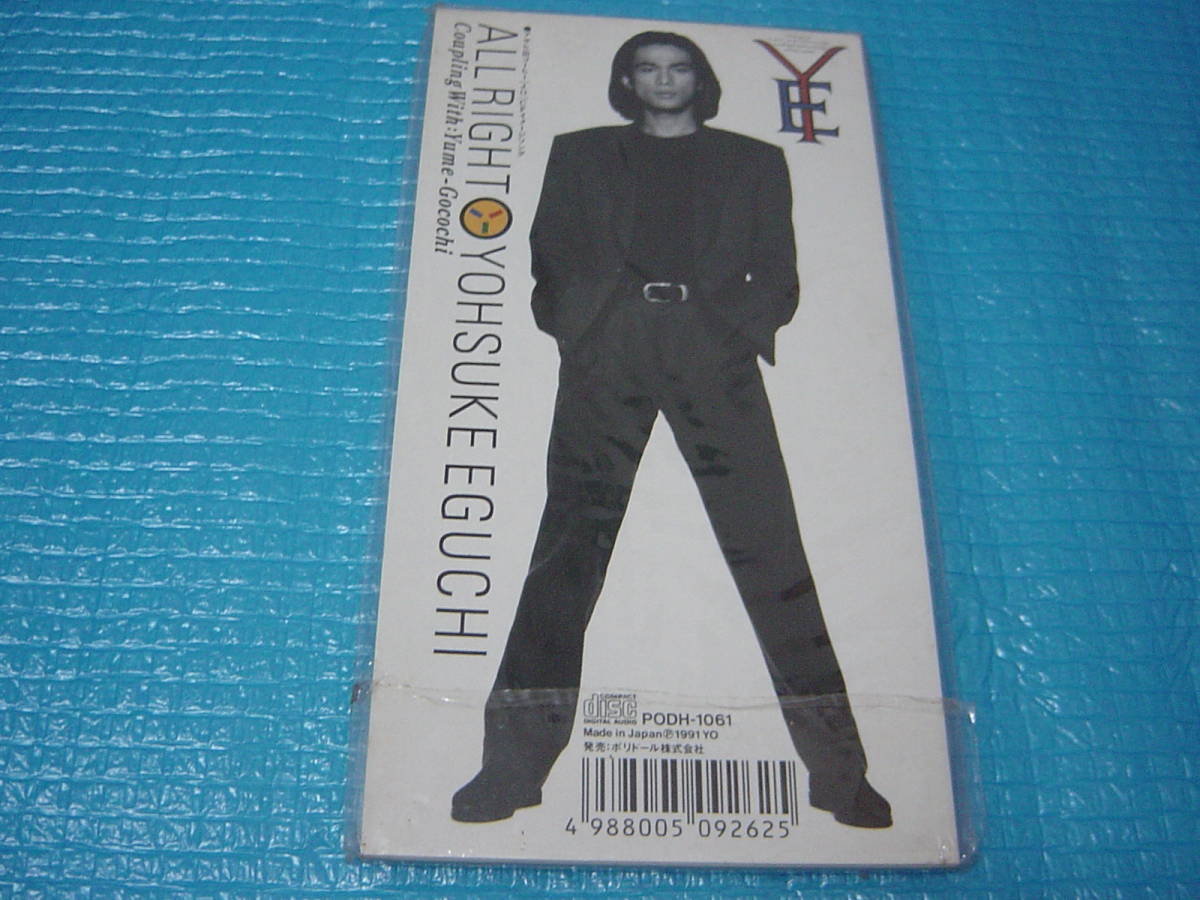 YE
ALL RIGHT YOHSUKE EGUCHI
Coupling With:Yume-Gocochi
COMPACT
disc
DIGITAL AUDIO
PODH-1061
Made in Japan Ⓟ1991 YO
発売:ポリドール株式会社
4 988005 092625